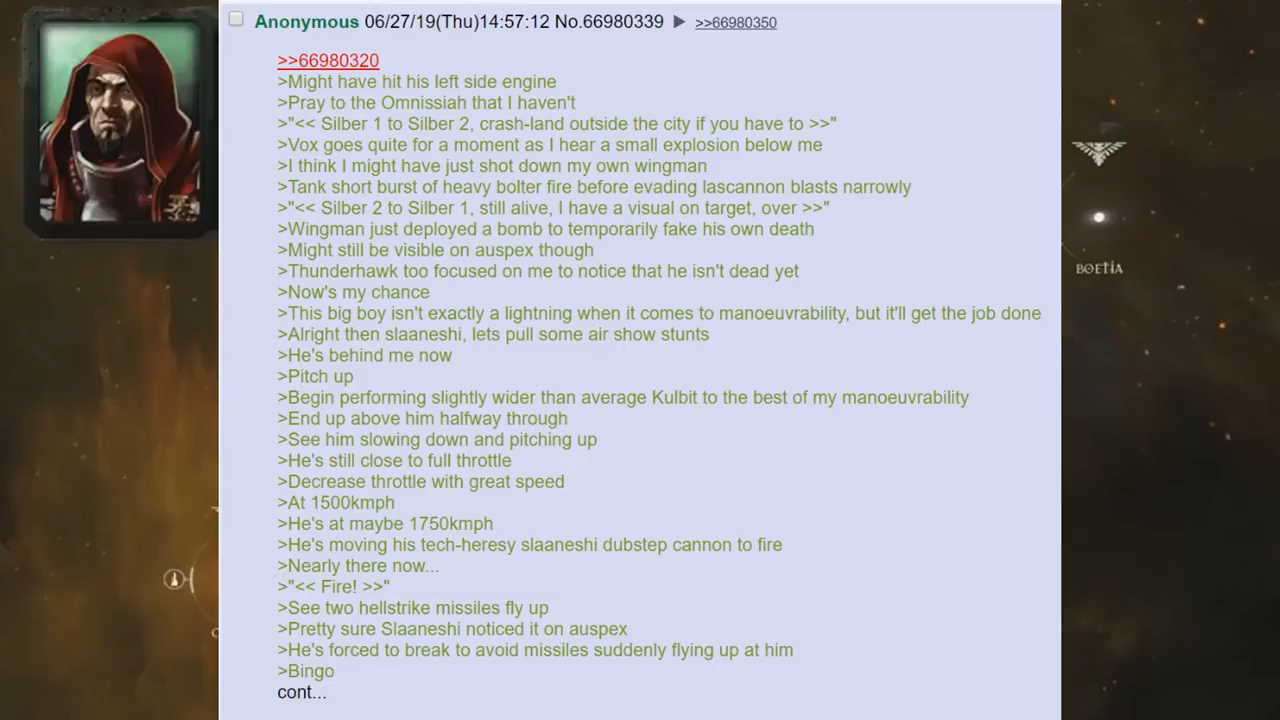 Anonymous 06/27/19(Thu)14:57:12 No.66980339 ▶ >>66980350
>>66980320
>Might have hit his left side engine
>Pray to the Omnissiah that I haven't
>"<< Silber 1 to Silber 2, crash-land outside the city if you have to >>"
>Vox goes quite for a moment as I hear a small explosion below me
>I think I might have just shot down my own wingman
>Tank short burst of heavy bolter fire before evading lascannon blasts narrowly
>"<< Silber 2 to Silber 1, still alive, I have a visual on target, over >>"
>Wingman just deployed a bomb to temporarily fake his own death
>Might still be visible on auspex though
>Thunderhawk too focused on me to notice that he isn't dead yet
>Now's my chance
>This big boy isn't exactly a lightning when it comes to manoeuvrability, but it'll get the job done
>Alright then slaaneshi, lets pull some air show stunts
>He's behind me now
>Pitch up
>Begin performing slightly wider than average Kulbit to the best of my manoeuvrability
>End up above him halfway through
>See him slowing down and pitching up
>He's still close to full throttle
>Decrease throttle with great speed
>At 1500kmph
>He's at maybe 1750kmph
>He's moving his tech-heresy slaaneshi dubstep cannon to fire
>Nearly there now...
>"<< Fire! >>"
>See two hellstrike missiles fly up
>Pretty sure Slaaneshi noticed it on auspex
>He's forced to break to avoid missiles suddenly flying up at him
>Bingo
cont...
BOETIA